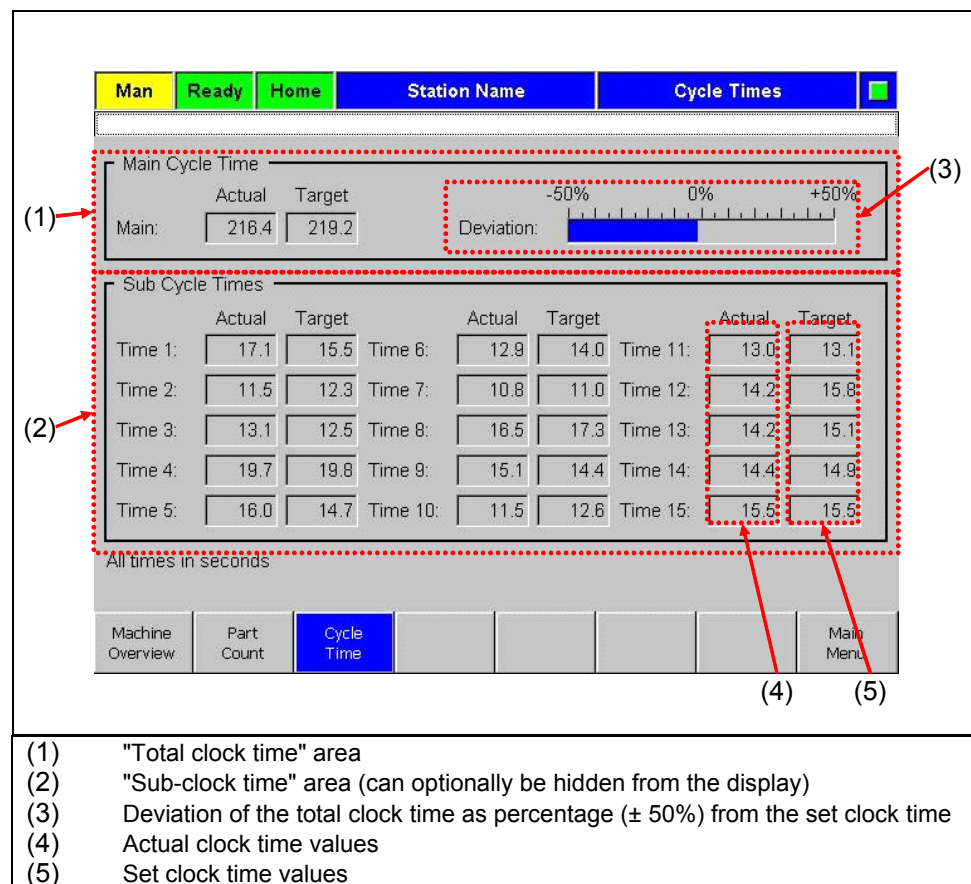 Man Ready Home Station Name Cycle Times
Main Cycle Time
(3)
Actual Target -50% 0% +50%
(1)
Main: 216.4 219.2 Deviation:
Sub Cycle Times
Actual Target Actual Target Actual Target
Time 1: 17.1 15.5 Time 6: 12.9 14.0 Time 11: 13.0 13.1
Time 2: 11.5 12.3 Time 7: 10.8 11.0 Time 12: 14.2 15.8
(2)
Time 3: 13.1 12.5 Time 8: 16.5 17.3 Time 13: 14.2 15.1
Time 4: 19.7 19.8 Time 9: 15.1 14.4 Time 14: 14.4 14.9
Time 5: 16.0 14.7 Time 10: 11.5 12.6 Time 15: 15.5 15.5
All times in seconds
Machine Part Cycle Main
Overview Count Time Menu
(4) (5)
(1) "Total clock time" area
(2) "Sub-clock time" area (can optionally be hidden from the display)
(3) Deviation of the total clock time as percentage (± 50%) from the set clock time
(4) Actual clock time values
(5) Set clock time values